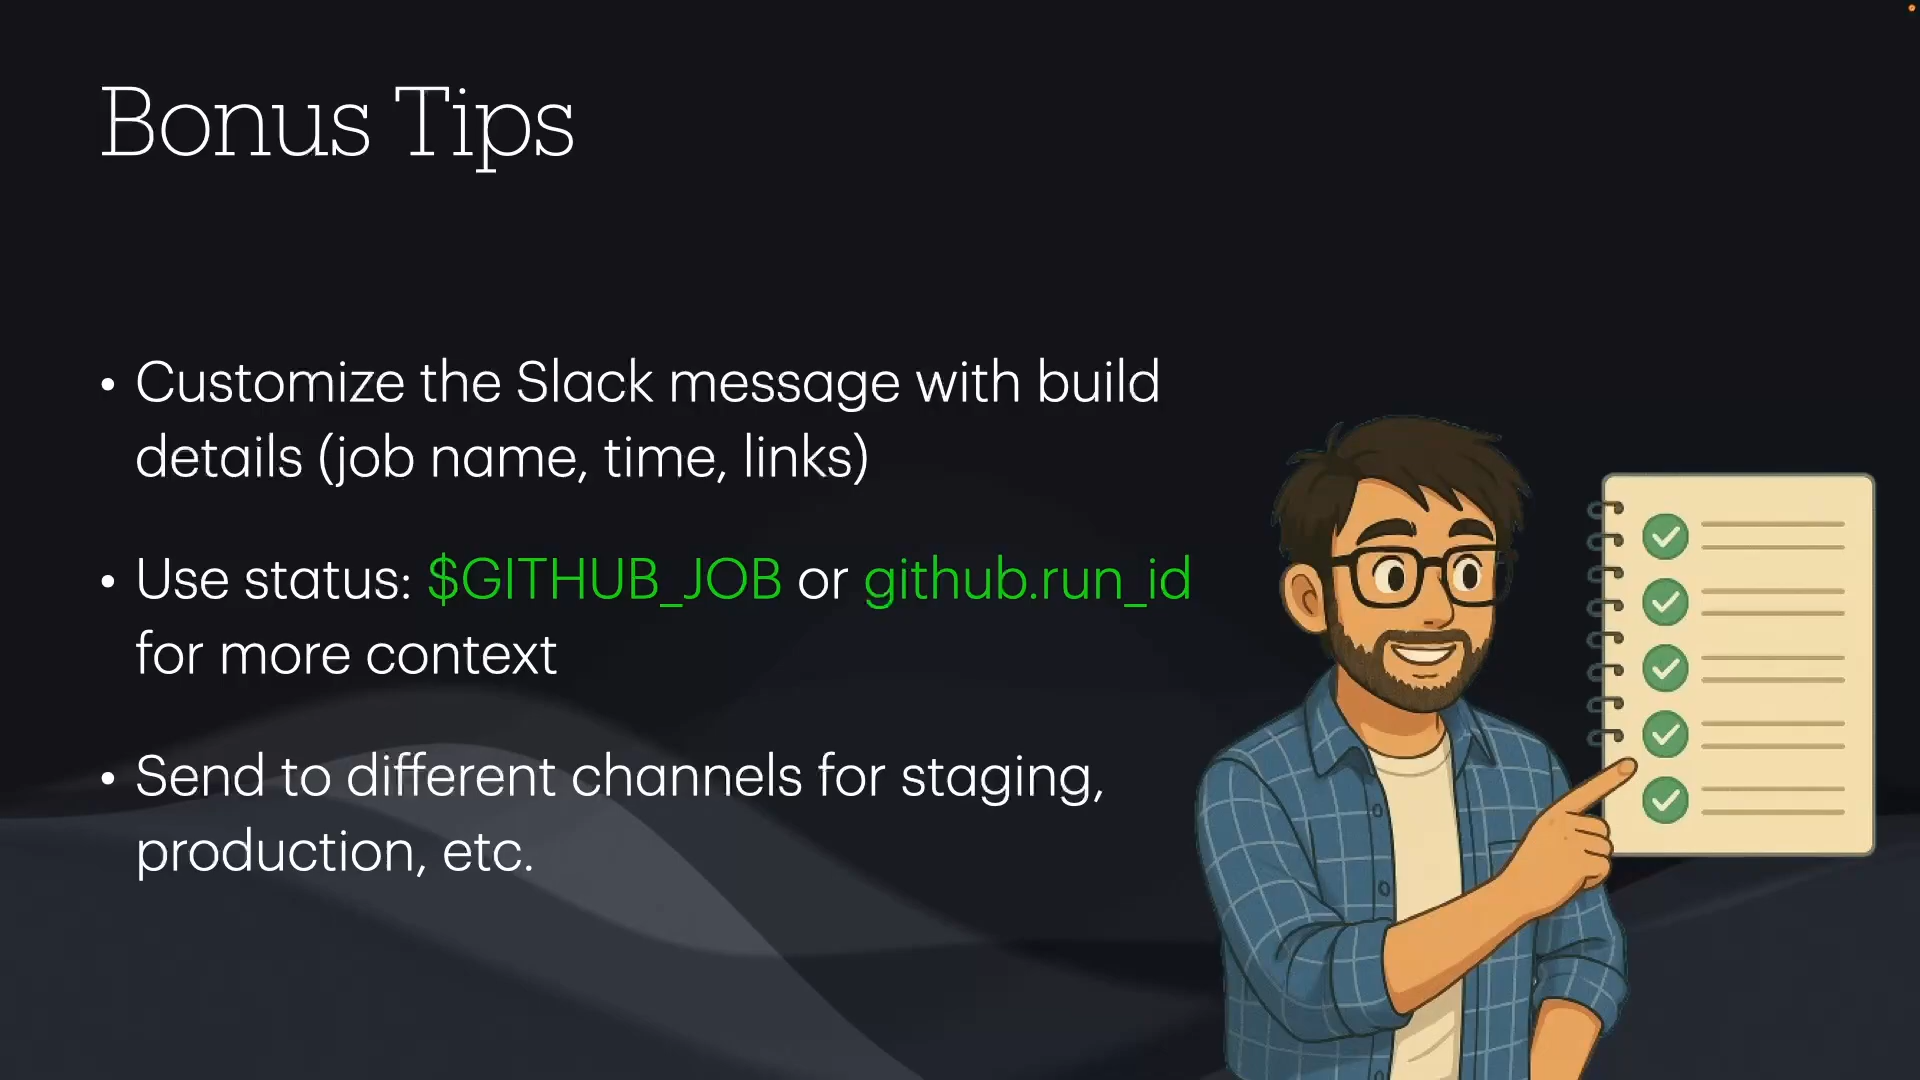 Bonus Tips
• Customize the Slack message with build
details (job name, time, links)
• Use status: $GITHUB_JOB or github.run_id
for more context
• Send to different channels for staging,
production, etc.